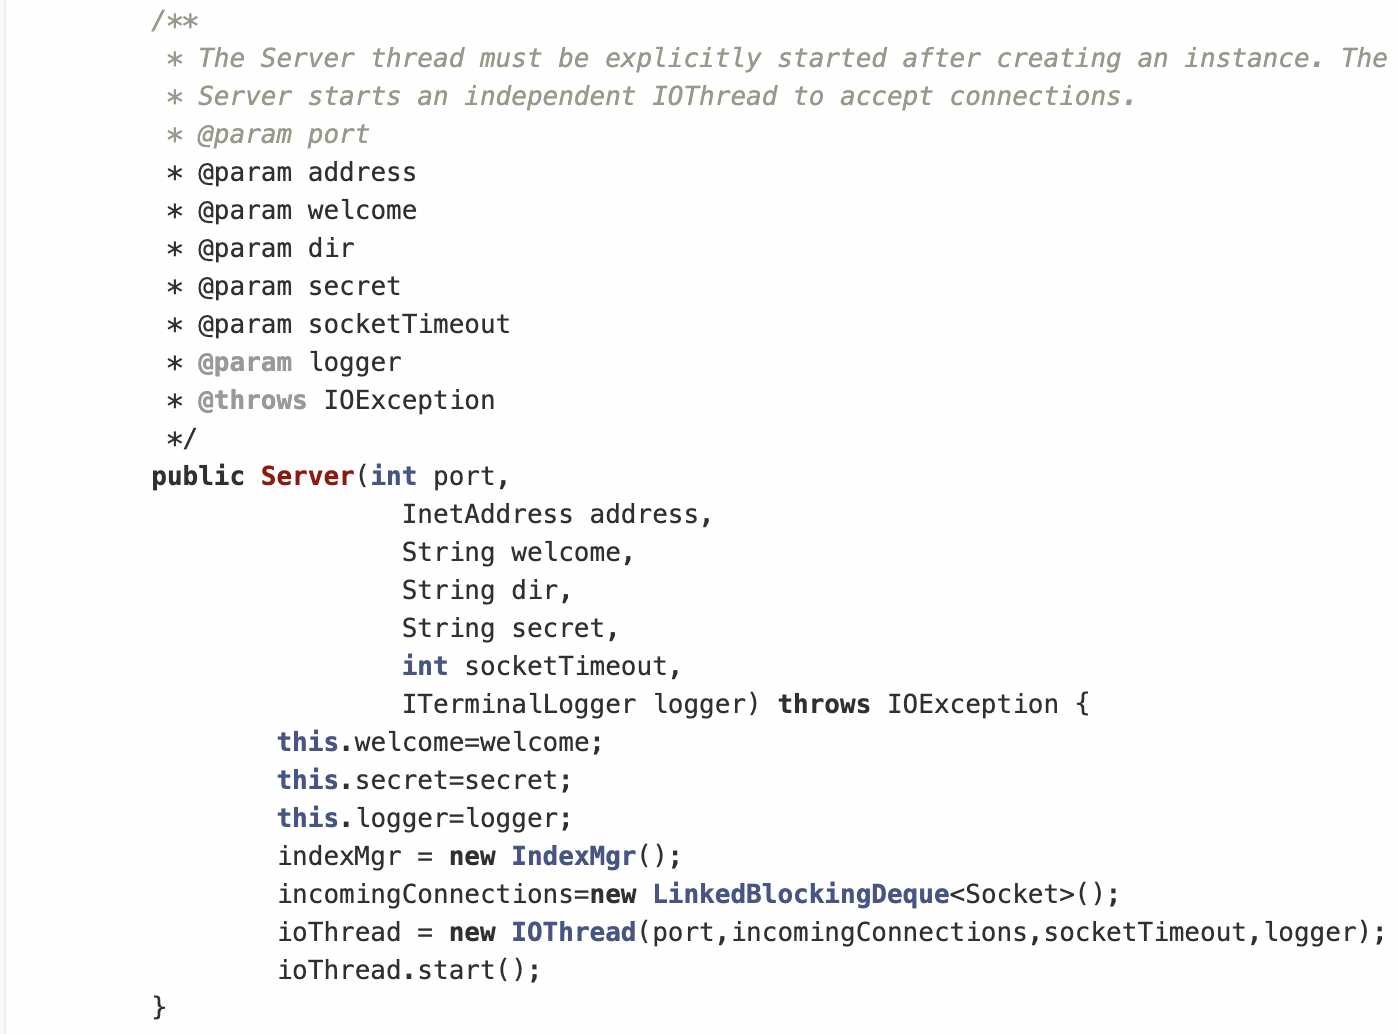 /**
 * The Server thread must be explicitly started after creating an instance. The
 * Server starts an independent IOThread to accept connections.
 * @param port
 * @param address
 * @param welcome
 * @param dir
 * @param secret
 * @param socketTimeout
 * @param logger
 * @throws IOException
 */
public Server(int port,
                InetAddress address,
                String welcome,
                String dir,
                String secret,
                int socketTimeout,
                ITerminalLogger logger) throws IOException {
        this.welcome=welcome;
        this.secret=secret;
        this.logger=logger;
        indexMgr = new IndexMgr();
        incomingConnections=new LinkedBlockingDeque<Socket>();
        ioThread = new IOThread(port,incomingConnections,socketTimeout,logger);
        ioThread.start();
}